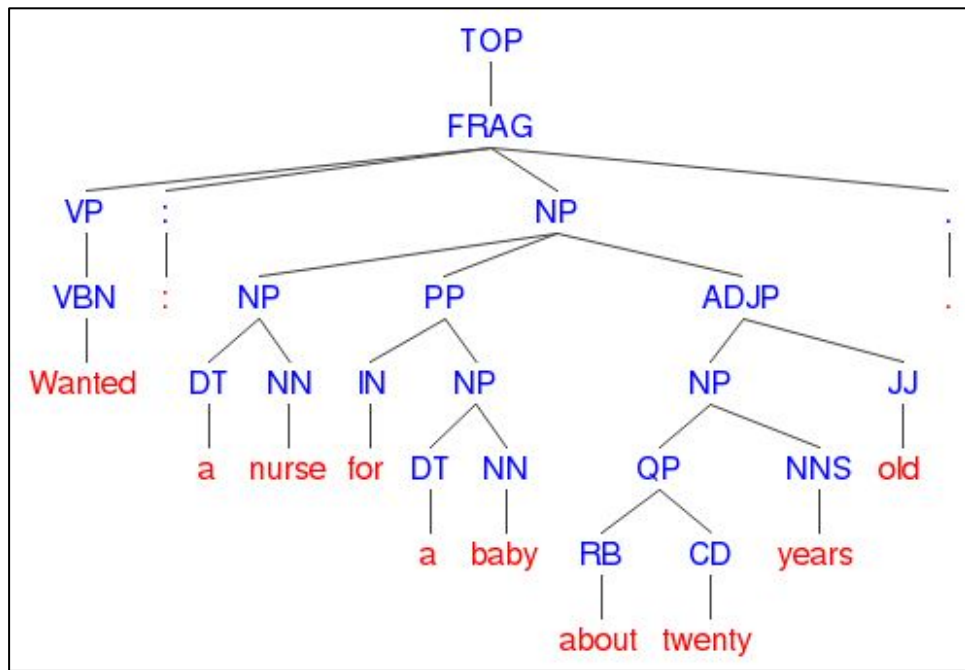 TOP
FRAG
VP : NP .
VBN : NP PP ADJP .
Wanted DT NN IN NP NP JJ
a nurse for DT NN QP NNS old
a baby RB CD years
about twenty